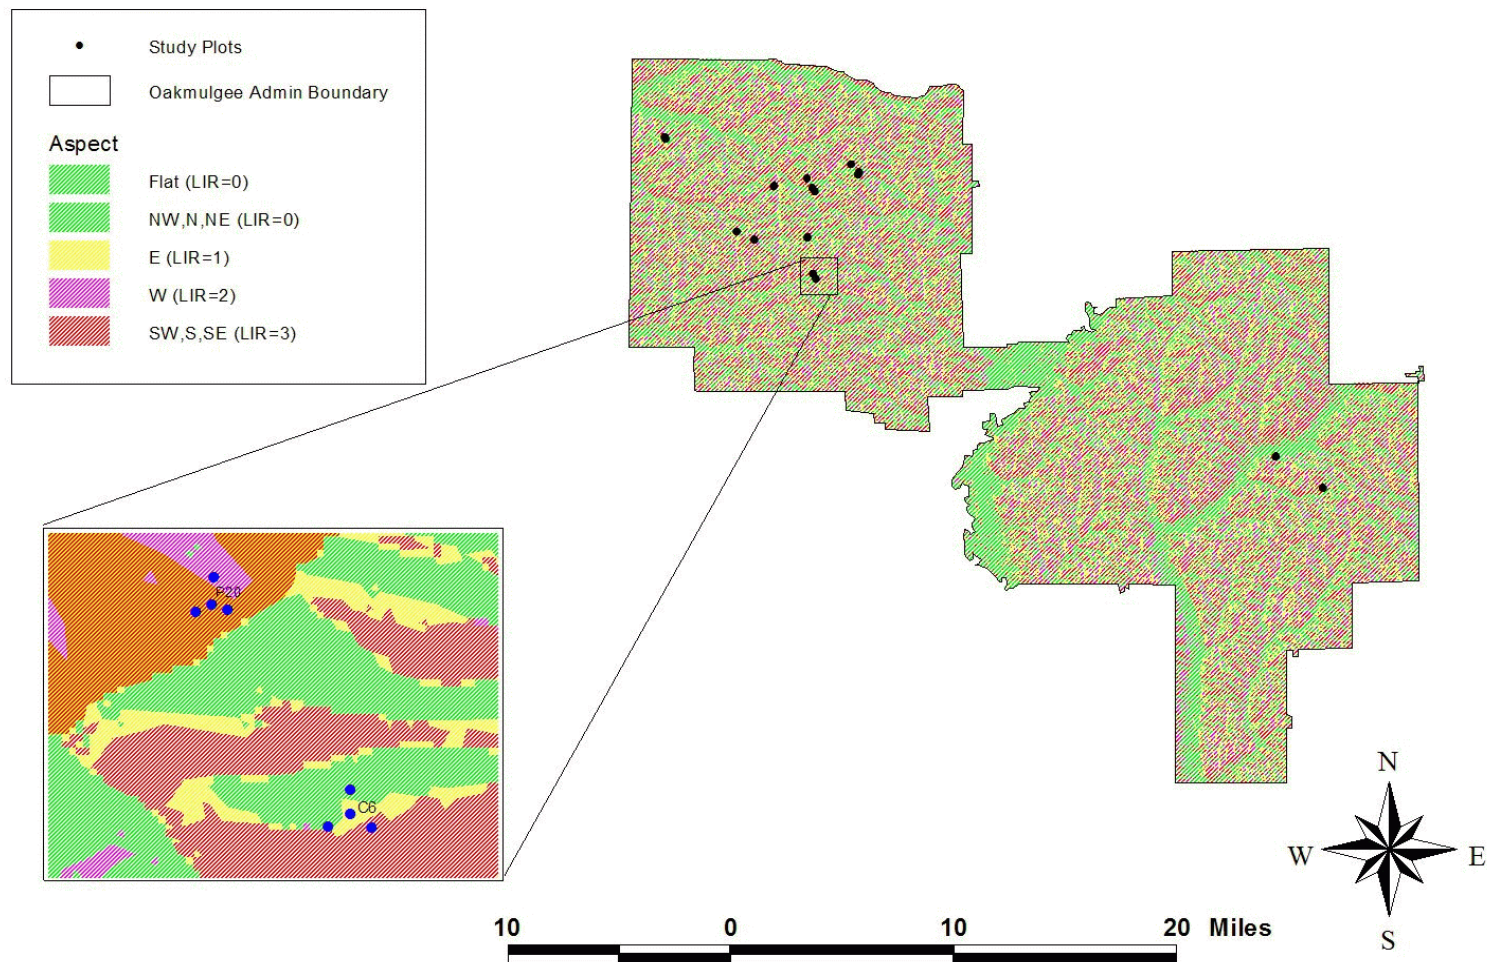 Study Plots
Oakmulgee Admin Boundary
Aspect
Flat (LIR=0)
NW,N,NE (LIR=0)
E (LIR=1)
W (LIR=2)
SW,S,SE (LIR=3)
P20
C6
N
W E
S
10 0 10 20 Miles